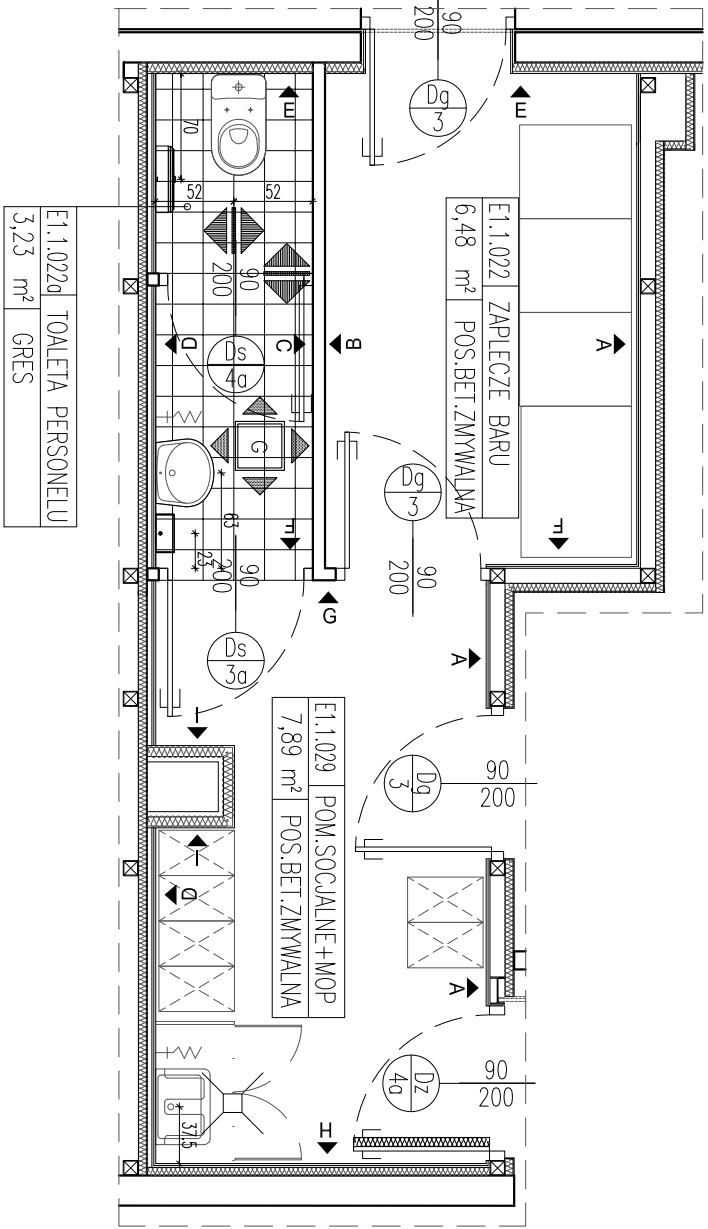 90
200
Dg
3
E
E
70
52
52
E1.1.022 ZAPLECZE BARU
6,48 m² POS.BET.ZMYWALNA
E1.1.022a TOALETA PERSONELU
3,23 m² GRES
90
200
A
B
C
D
Ds
4a
G
Dg
3
90
200
F
F
63
23
90
200
G
Ds
3a
A
E1.1.029 POM.SOCJALNE+MOP
7,89 m² POS.BET.ZMYWALNA
I
Dg
3
90
200
I
D
A
Dz
4a
90
200
H
37,5